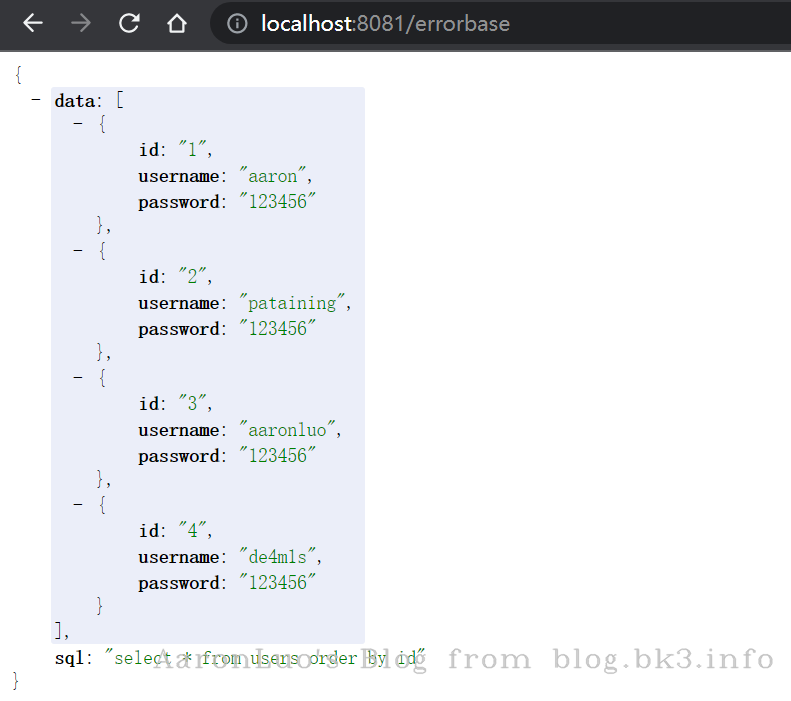 localhost:8081/errorbase
{
- data: [
- {
id: "1",
username: "aaron",
password: "123456"
},
- {
id: "2",
username: "pataining",
password: "123456"
},
- {
id: "3",
username: "aaronluo",
password: "123456"
},
- {
id: "4",
username: "de4mls",
password: "123456"
}
],
sql: "select * from users order by id"
AaronLuo's Blog from blog.bk3.info
}